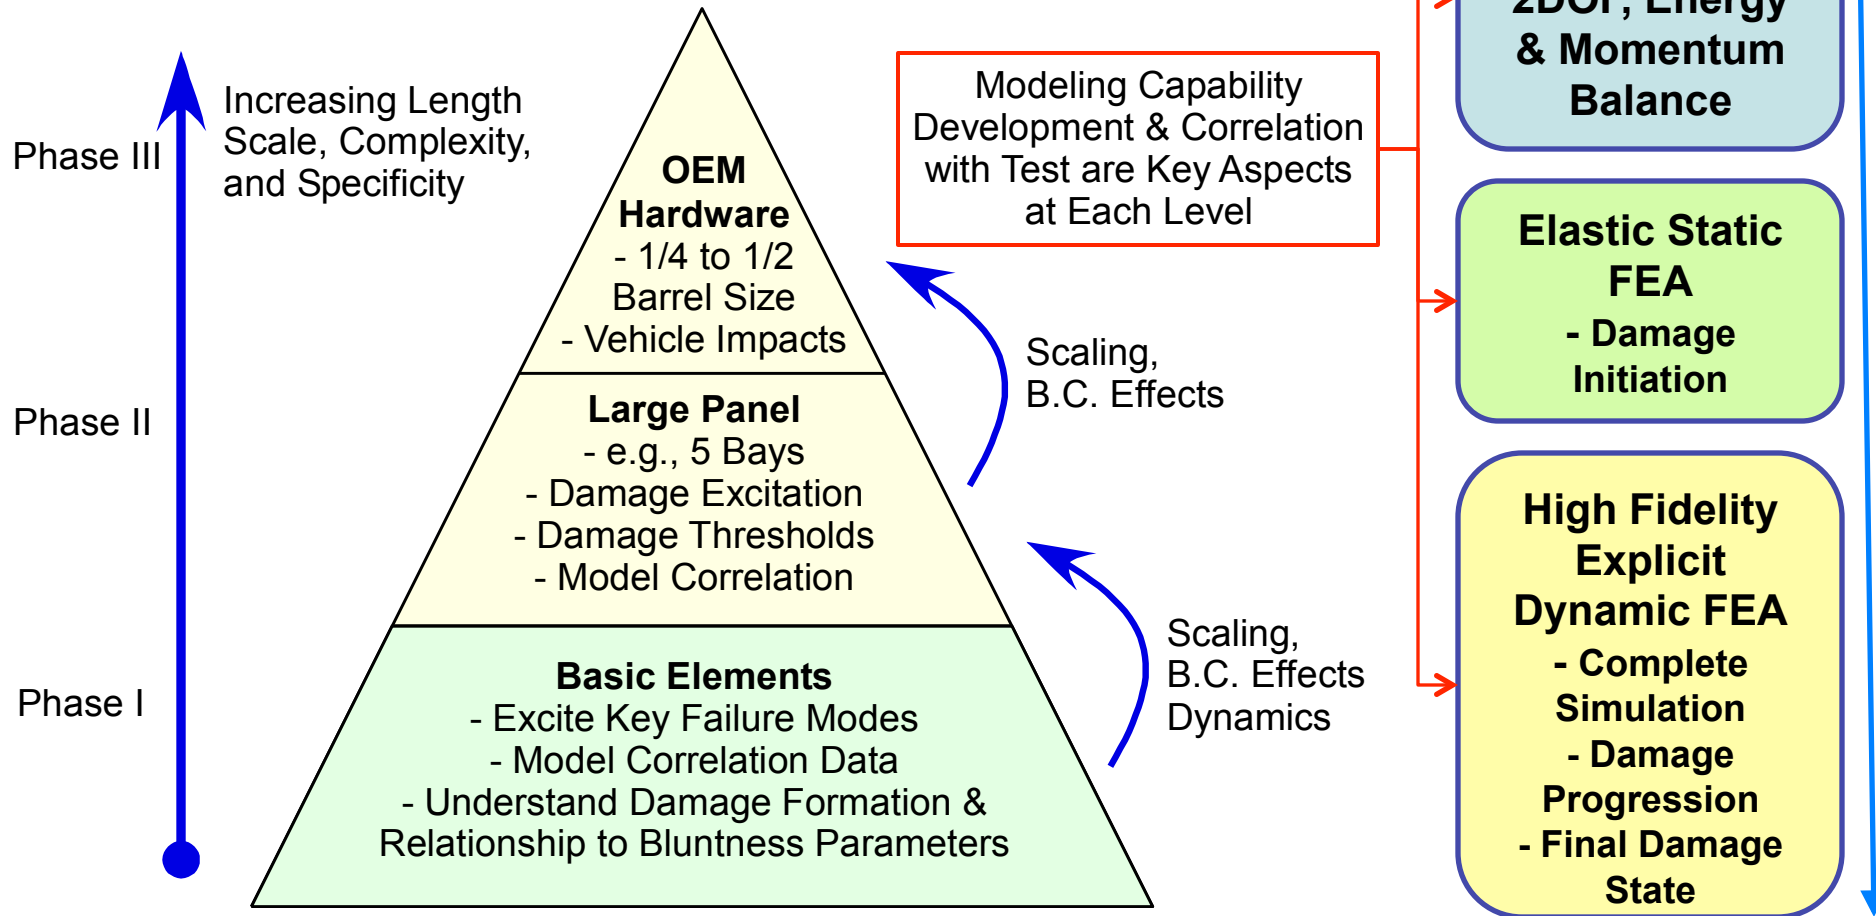 Phase III
Increasing Length
Scale, Complexity,
and Specificity
Phase II
Phase I
OEM
Hardware
- 1/4 to 1/2
Barrel Size
- Vehicle Impacts
Large Panel
- e.g., 5 Bays
- Damage Excitation
- Damage Thresholds
- Model Correlation
Basic Elements
- Excite Key Failure Modes
- Model Correlation Data
- Understand Damage Formation &
Relationship to Bluntness Parameters
Modeling Capability
Development & Correlation
with Test are Key Aspects
at Each Level
Scaling,
B.C. Effects
Scaling,
B.C. Effects
Dynamics
2DOF, Energy
& Momentum
Balance
Elastic Static
FEA
- Damage
Initiation
High Fidelity
Explicit
Dynamic FEA
- Complete
Simulation
- Damage
Progression
- Final Damage
State